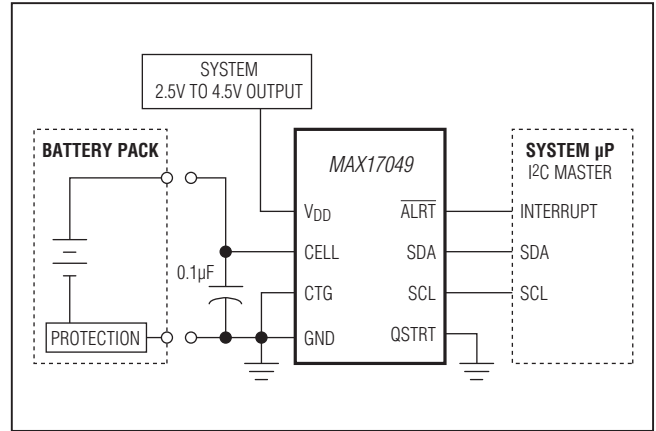 SYSTEM
2.5V TO 4.5V OUTPUT
BATTERY PACK
MAX17049
SYSTEM µP
I2C MASTER
VDD
ALRT
INTERRUPT
CELL
SDA
SDA
0.1µF
CTG
SCL
SCL
PROTECTION
GND
QSTRT